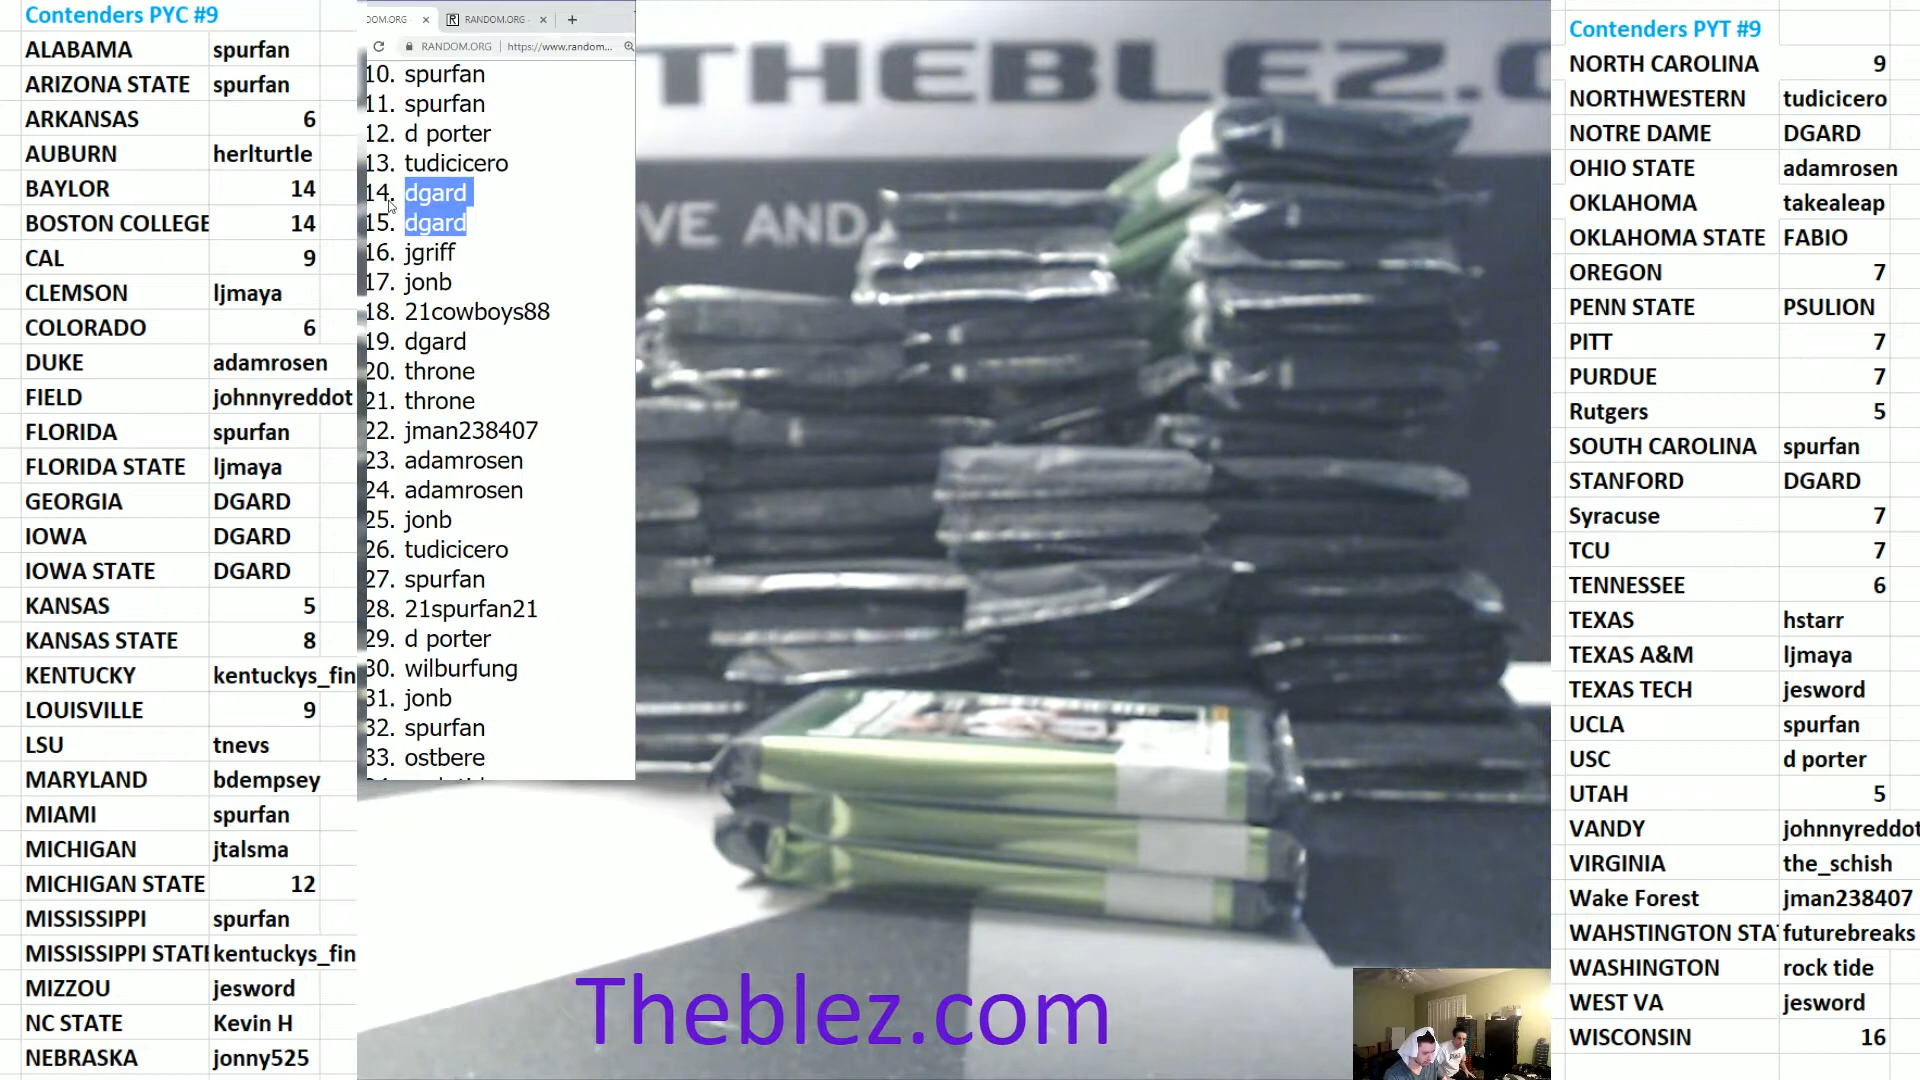 Contenders PYC #9
ALABAMA spurfan
ARIZONA STATE spurfan
ARKANSAS 6
AUBURN herlturtle
BAYLOR 14
BOSTON COLLEGE 14
CAL 9
CLEMSON ljmaya
COLORADO 6
DUKE adamrosen
FIELD johnnyreddot
FLORIDA spurfan
FLORIDA STATE ljmaya
GEORGIA DGARD
IOWA DGARD
IOWA STATE DGARD
KANSAS 5
KANSAS STATE 8
KENTUCKY kentuckys_fin
LOUISVILLE 9
LSU tnevs
MARYLAND bdempsey
MIAMI spurfan
MICHIGAN jtalsma
MICHIGAN STATE 12
MISSISSIPPI spurfan
MISSISSIPPI STATE kentuckys_fin
MIZZOU jesword
NC STATE Kevin H
NEBRASKA jonny525
DOM.ORG - RANDOM.ORG -
RANDOM.ORG https://www.random...
10. spurfan
11. spurfan
12. d porter
13. tudicicero
14. dgard
15. dgard
16. jgriff
17. jonb
18. 21cowboys88
19. dgard
20. throne
21. throne
22. jman238407
23. adamrosen
24. adamrosen
25. jonb
26. tudicicero
27. spurfan
28. 21spurfan21
29. d porter
30. wilburfung
31. jonb
32. spurfan
33. ostbere
THEBLEZ.C
VE AND
Theblez.com
Contenders PYT #9
NORTH CAROLINA 9
NORTHWESTERN tudicicero
NOTRE DAME DGARD
OHIO STATE adamrosen
OKLAHOMA takealeap
OKLAHOMA STATE FABIO
OREGON 7
PENN STATE PSULION
PITT 7
PURDUE 7
Rutgers 5
SOUTH CAROLINA spurfan
STANFORD DGARD
Syracuse 7
TCU 7
TENNESSEE 6
TEXAS hstarr
TEXAS A&M ljmaya
TEXAS TECH jesword
UCLA spurfan
USC d porter
UTAH 5
VANDY johnnyreddot
VIRGINIA the_schish
Wake Forest jman238407
WAHSTINGTON STA futurebreaks
WASHINGTON rock tide
WEST VA jesword
WISCONSIN 16